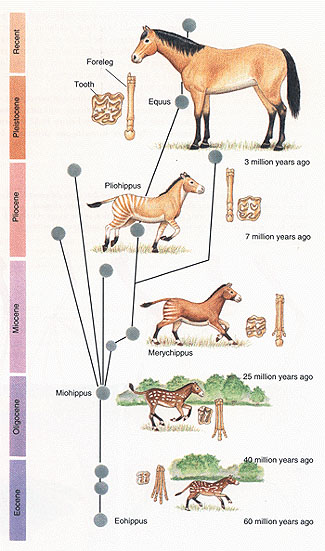 Recent
Foreleg
Tooth
Equus
Pleistocene
3 million years ago
Pliohippus
Pliocene
7 million years ago
Miocene
Merychippus
25 million years ago
Miohippus
Oligocene
40 million years ago
Eocene
Eohippus
60 million years ago